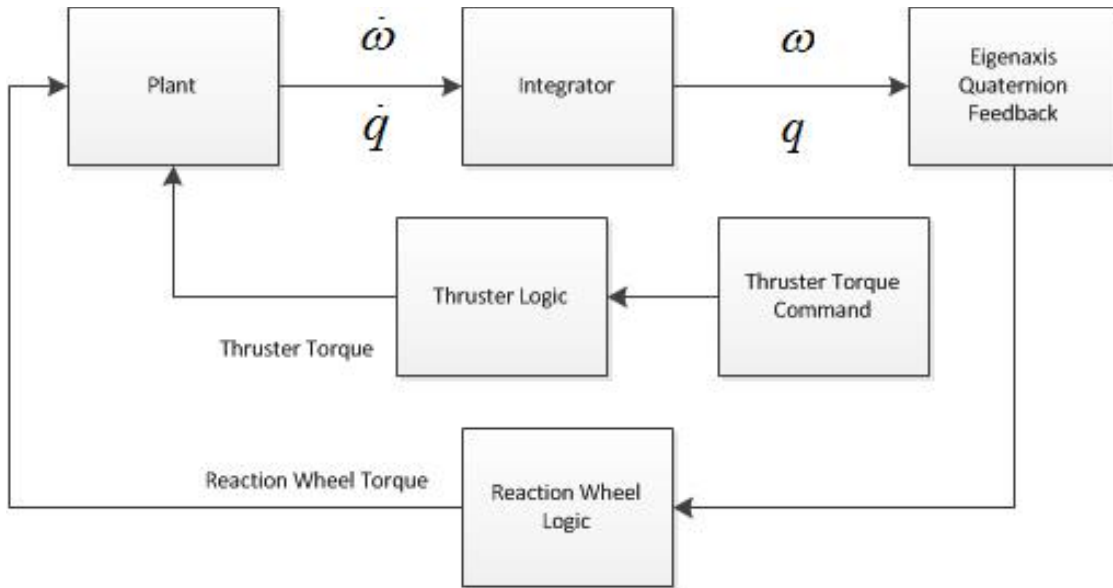 Plant
ω̇
q̇
Integrator
ω
q
Eigenaxis
Quaternion
Feedback
Thruster Logic
Thruster Torque
Command
Thruster Torque
Reaction Wheel Torque
Reaction Wheel
Logic